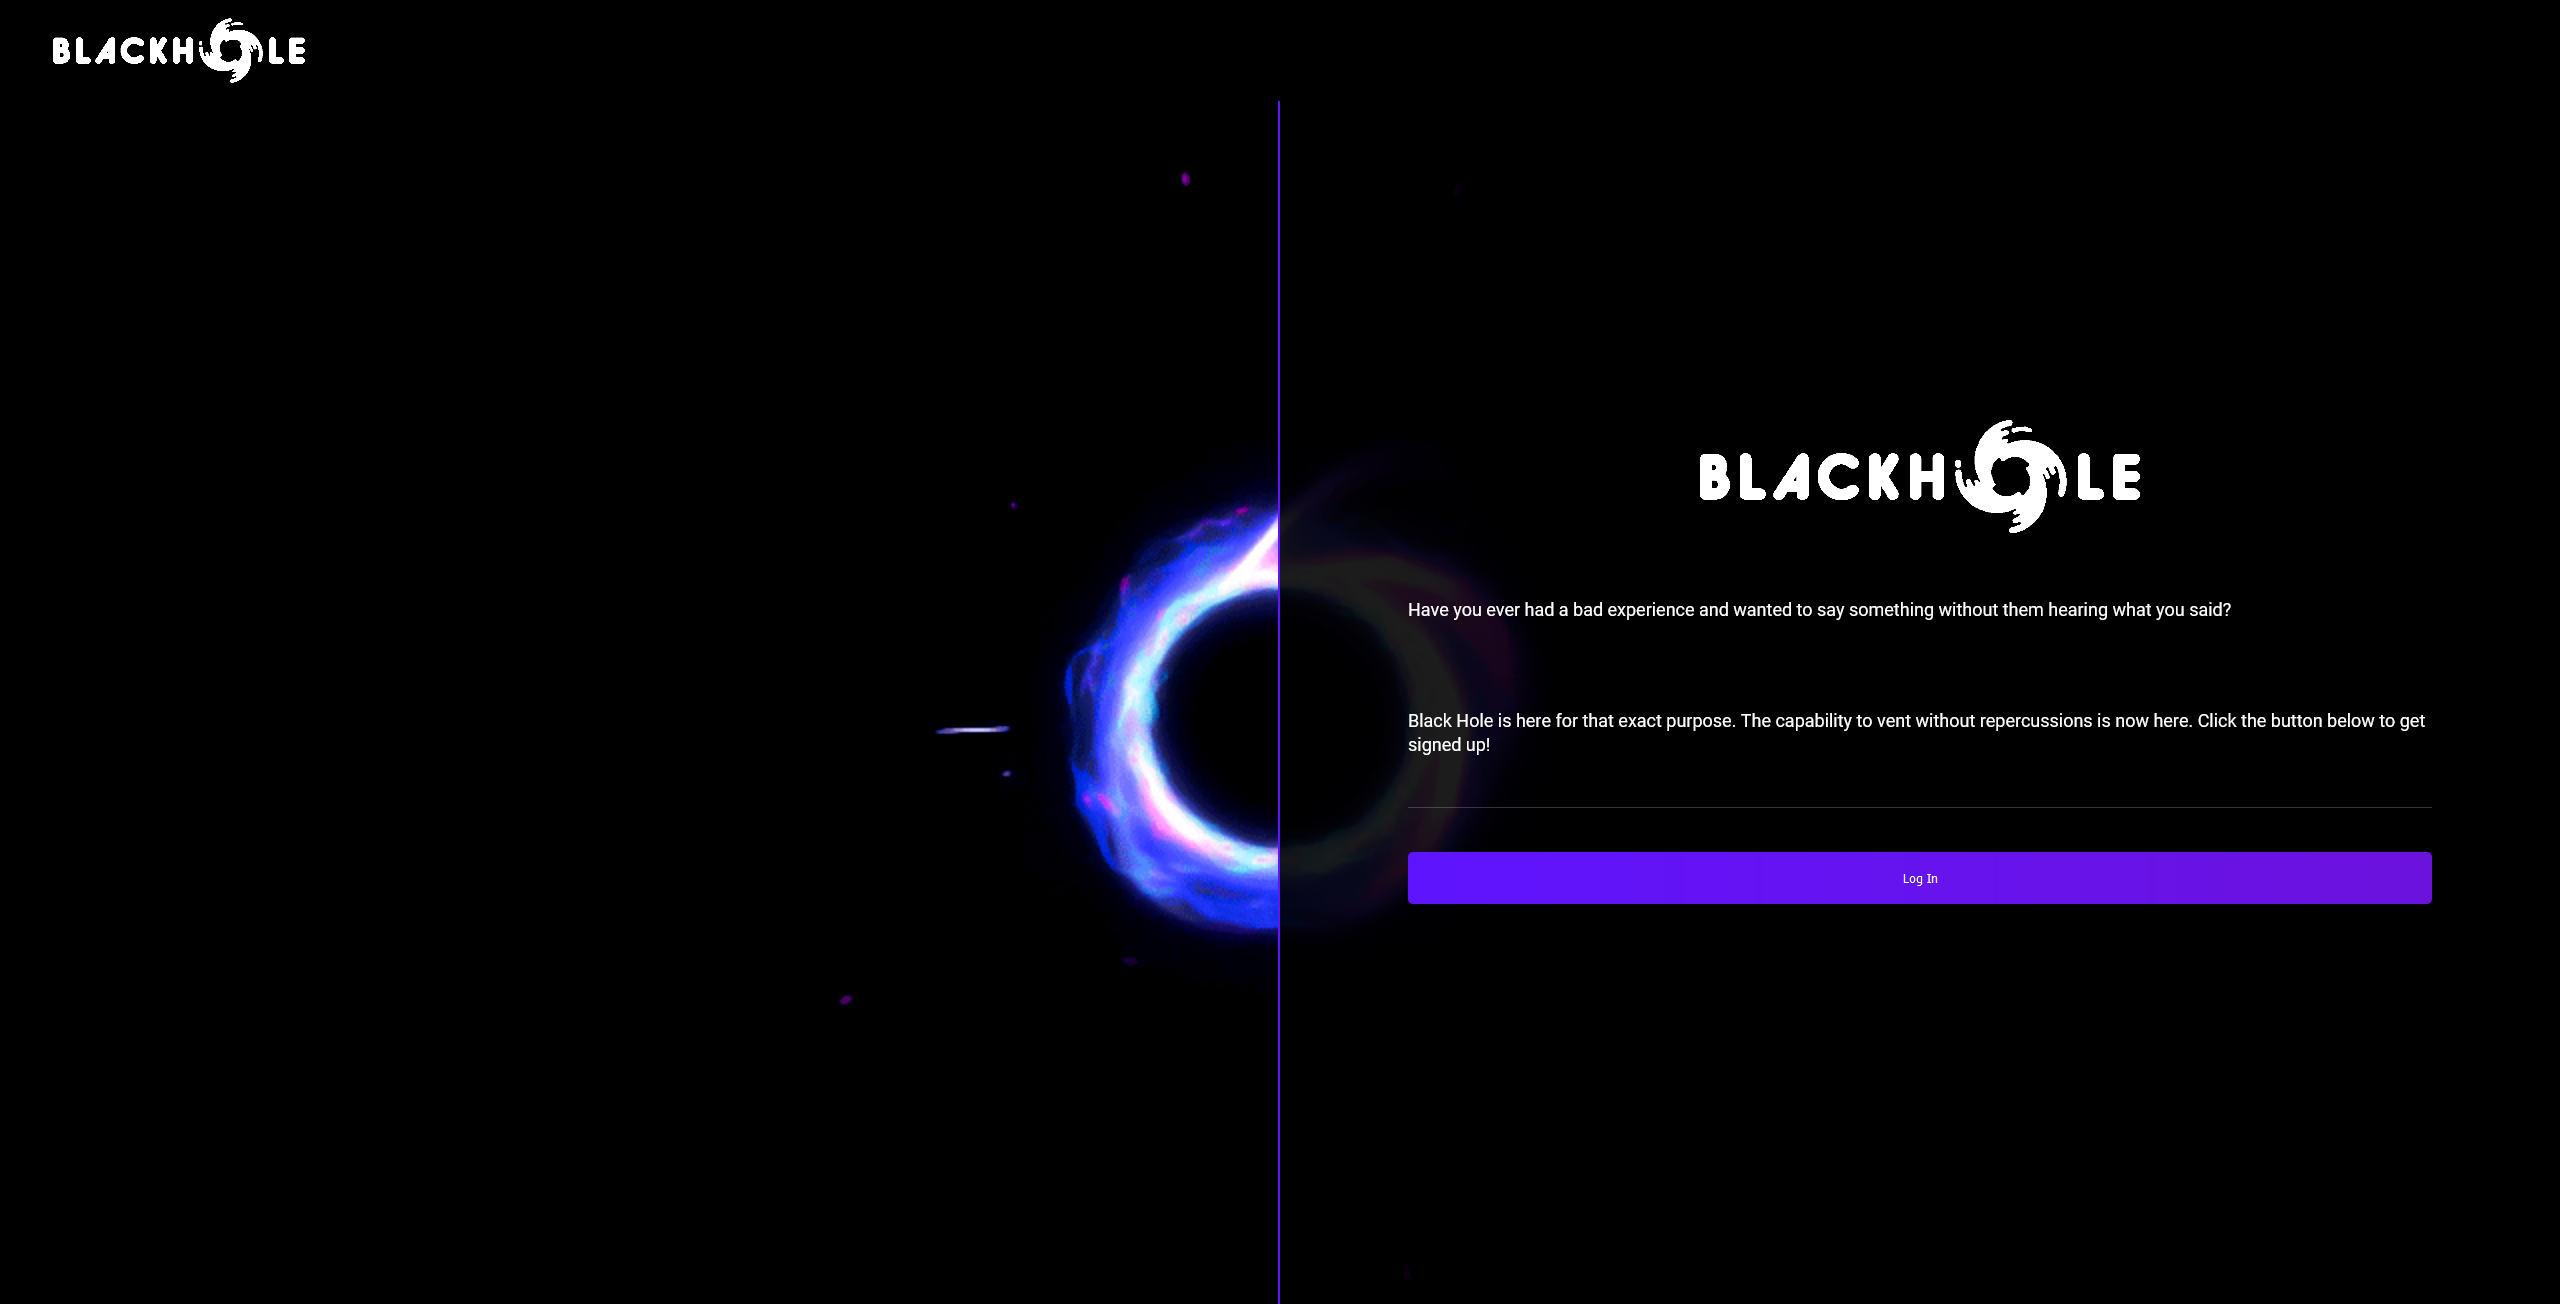 BLACKHOLE
BLACKHOLE
Have you ever had a bad experience and wanted to say something without them hearing what you said?
Black Hole is here for that exact purpose. The capability to vent without repercussions is now here. Click the button below to get
signed up!
Log In